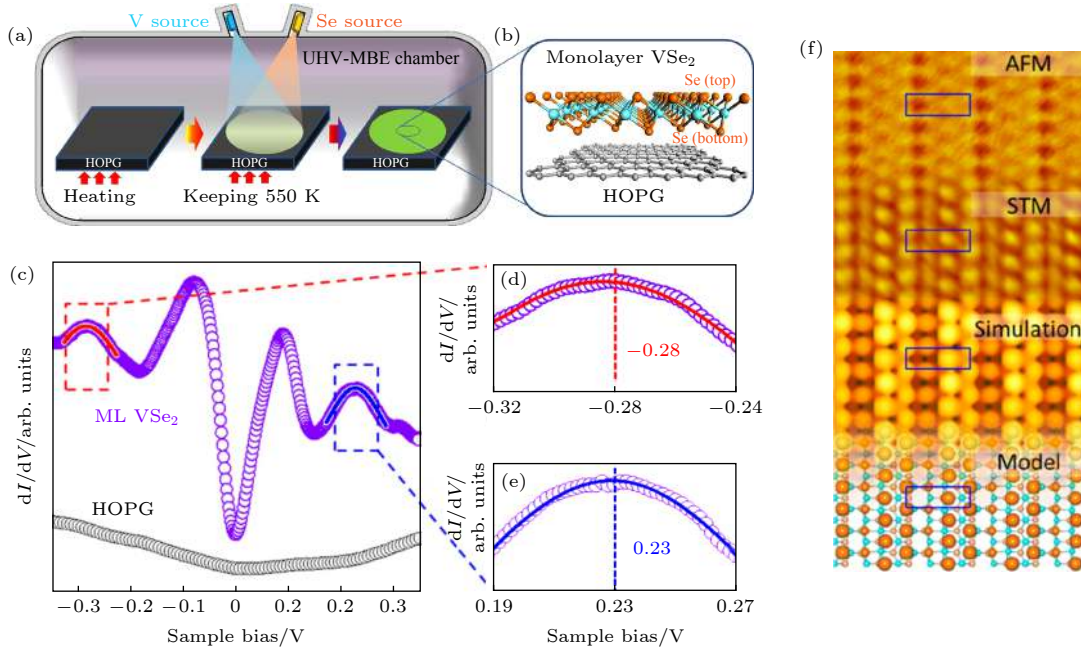 (a)
V source
Se source
UHV-MBE chamber
HOPG
HOPG
HOPG
Heating
Keeping 550 K
(b)
Monolayer VSe₂
Se (top)
Se (bottom)
HOPG
(c)
dI/dV/arb. units
ML VSe₂
HOPG
−0.3
−0.1
0
0.2
0.2
0.3
Sample bias/V
(d)
dI/dV/
arb. units
−0.28
−0.32
−0.28
−0.24
(e)
dI/dV/
arb. units
0.23
0.19
0.23
0.27
Sample bias/V
(f)
AFM
STM
Simulation
Model